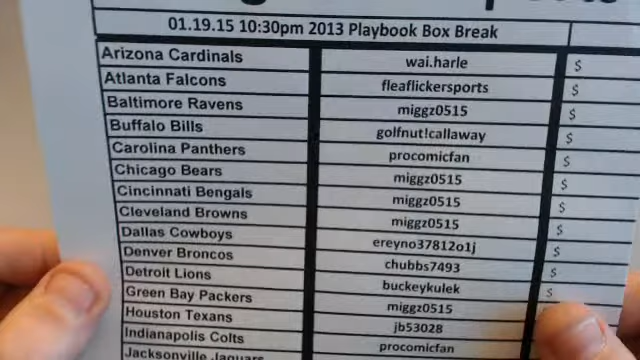 01.19.15 10:30pm 2013 Playbook Box Break
Arizona Cardinals wai.harle $
Atlanta Falcons fleaflickersports $
Baltimore Ravens miggz0515 $
Buffalo Bills golfnut!callaway $
Carolina Panthers procomicfan $
Chicago Bears miggz0515 $
Cincinnati Bengals miggz0515 $
Cleveland Browns miggz0515 $
Dallas Cowboys ereyno37812o1j $
Denver Broncos chubbs7493 $
Detroit Lions buckeykulek $
Green Bay Packers miggz0515
Houston Texans jb53028
Indianapolis Colts procomicfan
Jacksonville Jaguars